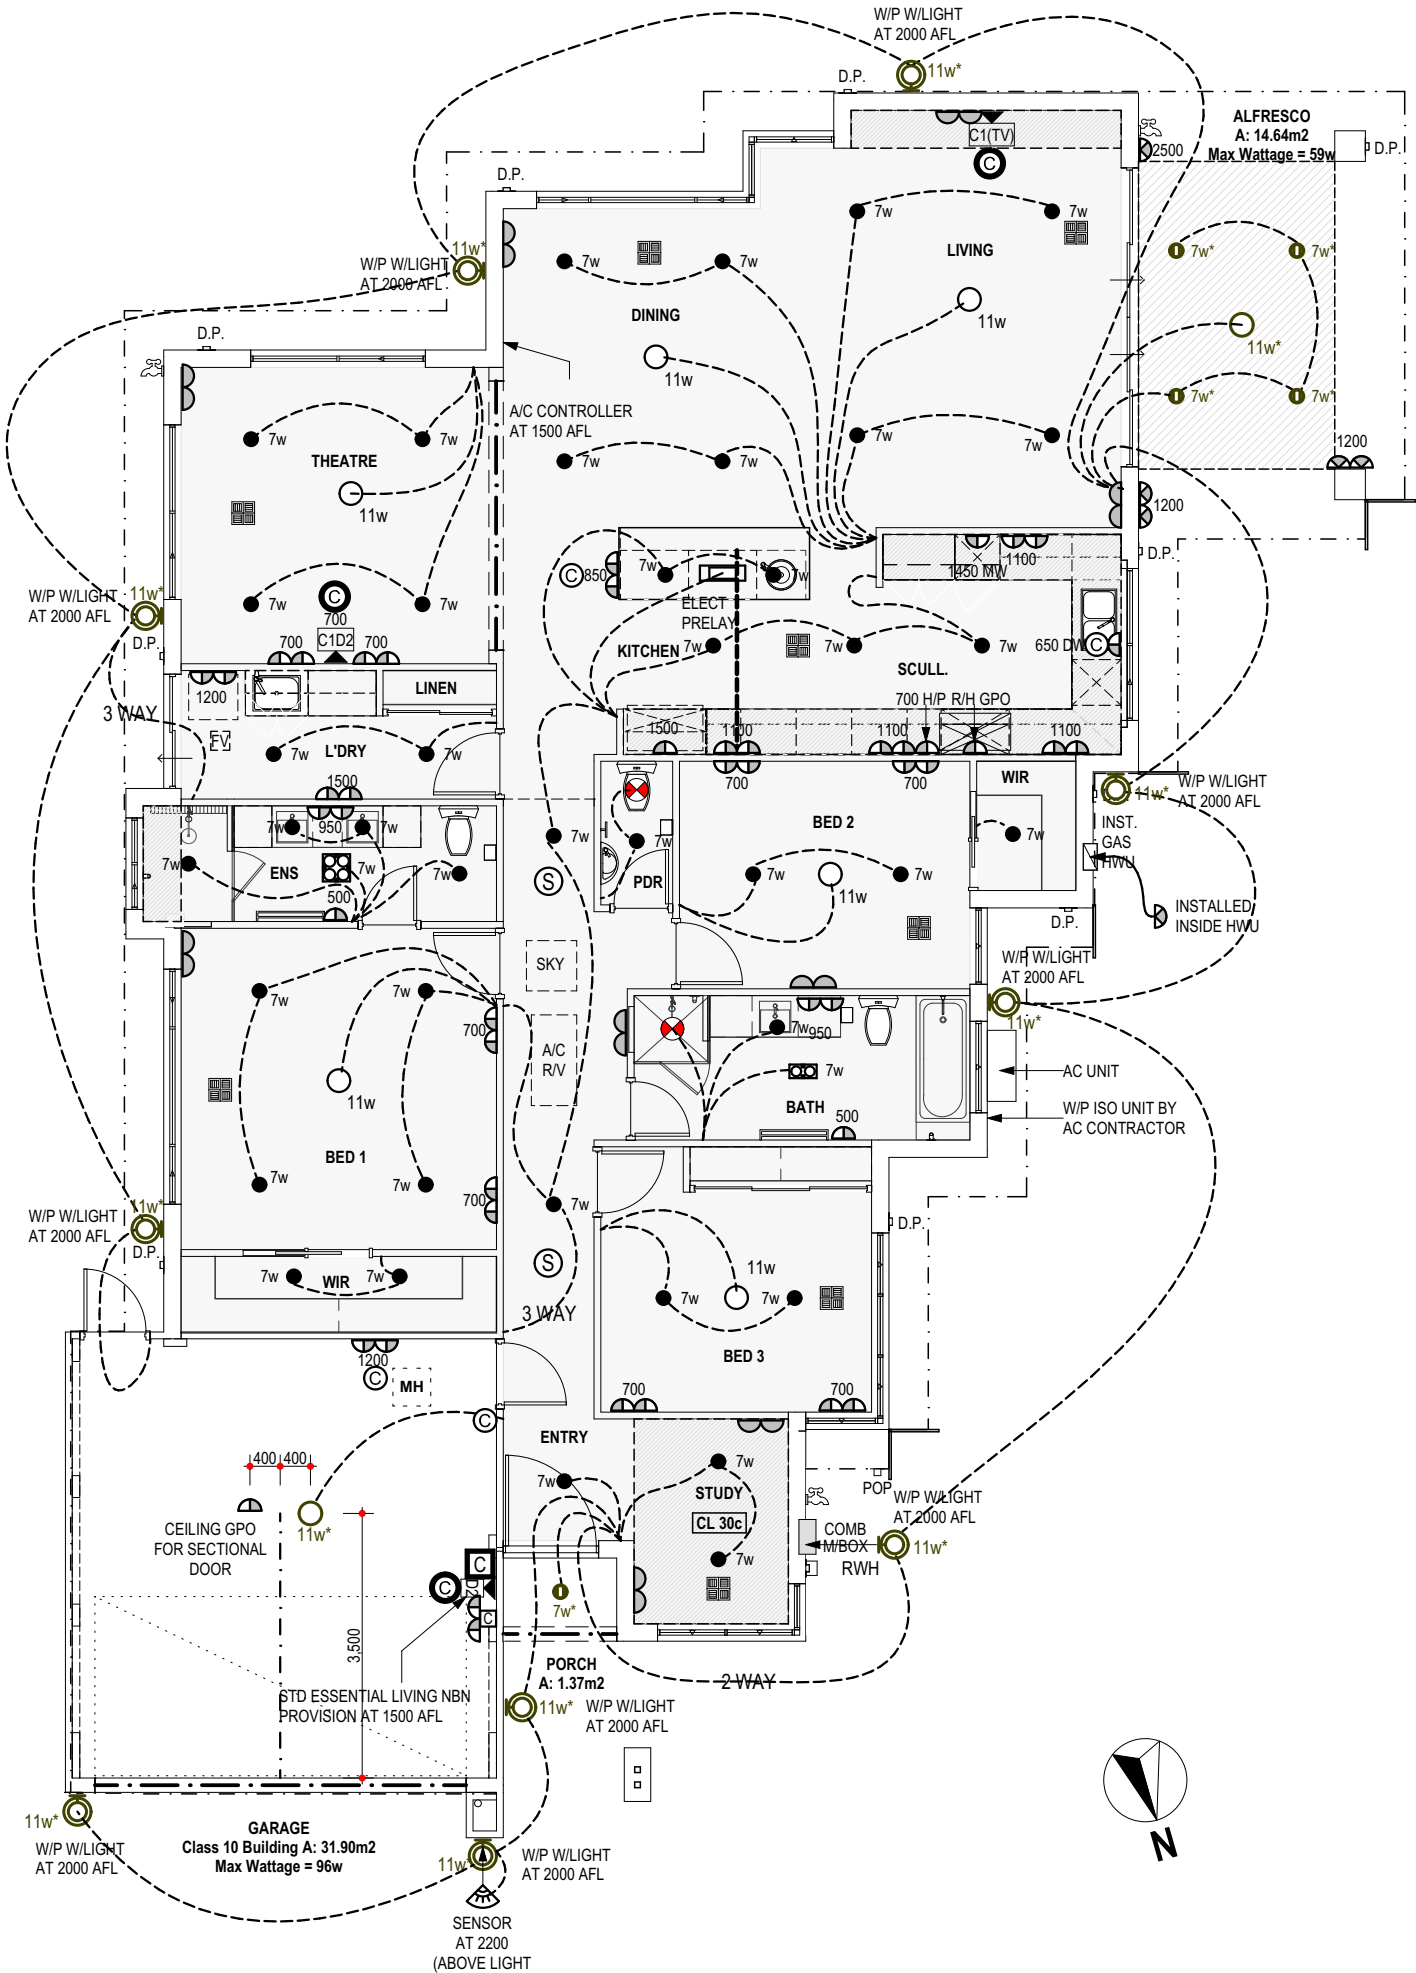 W/P W/LIGHT
AT 2000 AFL
11w*
D.P.
C1(TV)
C
ALFRESCO
A: 14.64m2
Max Wattage = 59w
2500
D.P.
D.P.
7w
7w
LIVING
11w
7w*
7w*
11w*
7w*
7w*
1200
11w*
W/P W/LIGHT
AT 2000 AFL
7w
7w
DINING
11w
7w
7w
7w
7w
1200
D.P.
D.P.
A/C CONTROLLER
AT 1500 AFL
7w
7w
THEATRE
11w
7w
7w
C
700
C1D2
700
700
W/P W/LIGHT
AT 2000 AFL
11w*
D.P.
C
850
7w
7w
ELECT
PRELAY
1450 MW
1100
KITCHEN
7w
7w
7w
SCULL.
650 DW
C
700 H/P R/H GPO
1500
1100
1100
1100
3 WAY
1200
LINEN
FV
7w
L'DRY
7w
1500
950
7w
7w
7w
ENS
7w
7w
500
7w
S
7w
PDR
700
700
BED 2
7w
11w
7w
WIR
7w
11w*
W/P W/LIGHT
AT 2000 AFL
INST.
GAS
HWU
INSTALLED
INSIDE HWU
D.P.
W/P W/LIGHT
AT 2000 AFL
11w*
SKY
A/C
R/V
7w
7w
700
11w
BED 1
7w
7w
700
7w
950
7w
BATH
500
AC UNIT
W/P ISO UNIT BY
AC CONTRACTOR
11w*
W/P W/LIGHT
AT 2000 AFL
D.P.
7w
WIR
7w
7w
S
3 WAY
11w
7w
7w
BED 3
700
700
D.P.
1200
C
MH
C
ENTRY
7w
7w
STUDY
CL 30c
7w
POP
W/P W/LIGHT
AT 2000 AFL
COMB
M/BOX
RWH
11w*
400
400
CEILING GPO
FOR SECTIONAL
DOOR
11w*
3,500
C
C
D2
C
7w*
STD ESSENTIAL LIVING NBN
PROVISION AT 1500 AFL
PORCH
A: 1.37m2
2 WAY
11w*
W/P W/LIGHT
AT 2000 AFL
11w*
W/P W/LIGHT
AT 2000 AFL
GARAGE
Class 10 Building A: 31.90m2
Max Wattage = 96w
11w*
W/P W/LIGHT
AT 2000 AFL
SENSOR
AT 2200
(ABOVE LIGHT
N